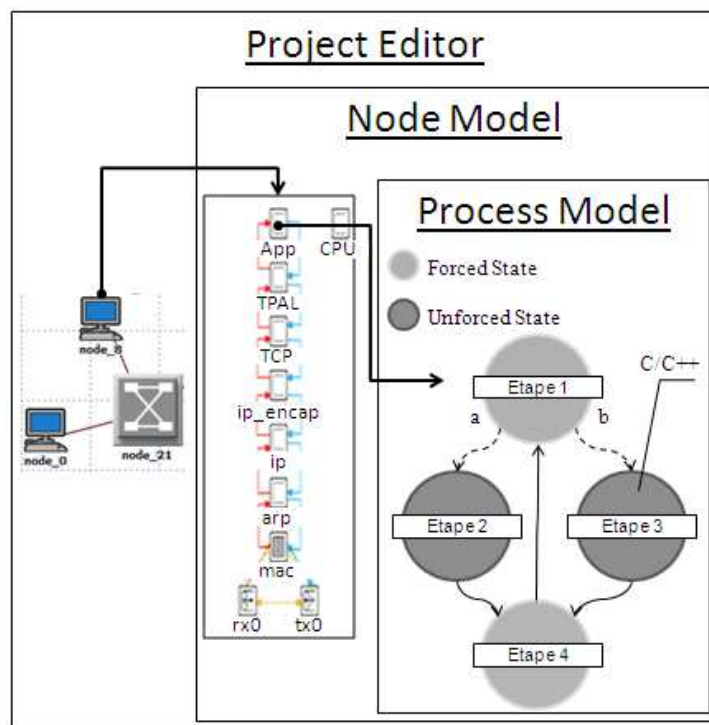 Project Editor
Node Model
Process Model
Forced State
Unforced State
C/C++
App
CPU
TPAL
TCP
ip_encap
ip
arp
mac
rx0
tx0
node_8
node_0
node_21
Etape 1
a
b
Etape 2
Etape 3
Etape 4